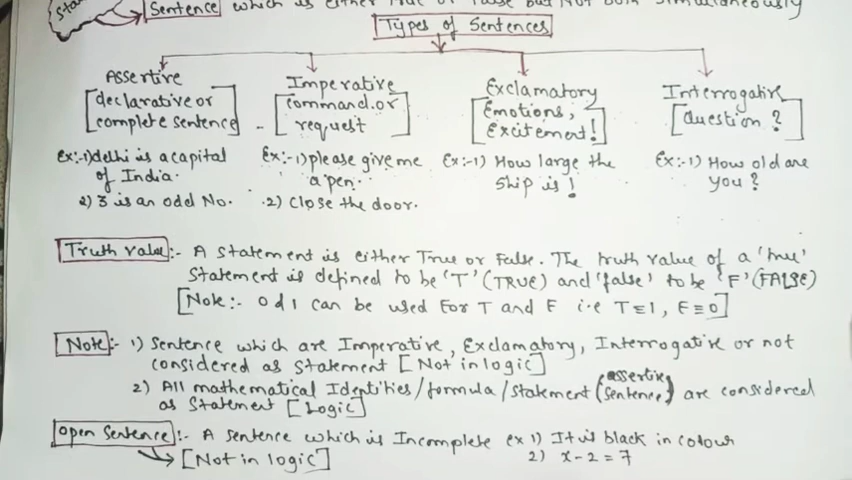 Sentence which is either True or False but Not both simultaneously
Types of Sentences
Assertive
declarative or
complete sentence
Ex:-1) delhi is a capital
of India.
2) 3 is an odd No.
Imperative
command.or
request
Ex:-1) please give me
a pen.
2) Close the door.
Exclamatory
Emotions,
Excitement!
Ex:-1) How large the
ship is!
Interrogative
Question ?
Ex:-1) How old are
you ?
Truth value:- A statement is either True or False. The truth value of a 'true'
Statement is defined to be 'T' (TRUE) and 'false' to be 'F' (FALSE)
[Note:- 0 d 1 can be used For T and F i.e T≡1, F≡0]
Note:- 1) Sentence which are Imperative, Exclamatory, Interrogative or not
considered as statement [Not in logic]
2) All mathematical Identities/formula/statement (assertive sentence) are considered
as Statement [Logic]
Open Sentence:- A sentence which is Incomplete ex 1) It is black in colour
[Not in logic] 2) x-2=7